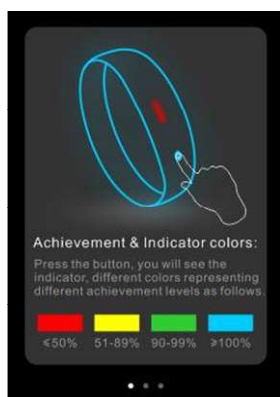 Achievement & Indicator colors:
Press the button, you will see the
indicator, different colors representing
different achievement levels as follows.
≤50% 51-89% 90-99% ≥100%